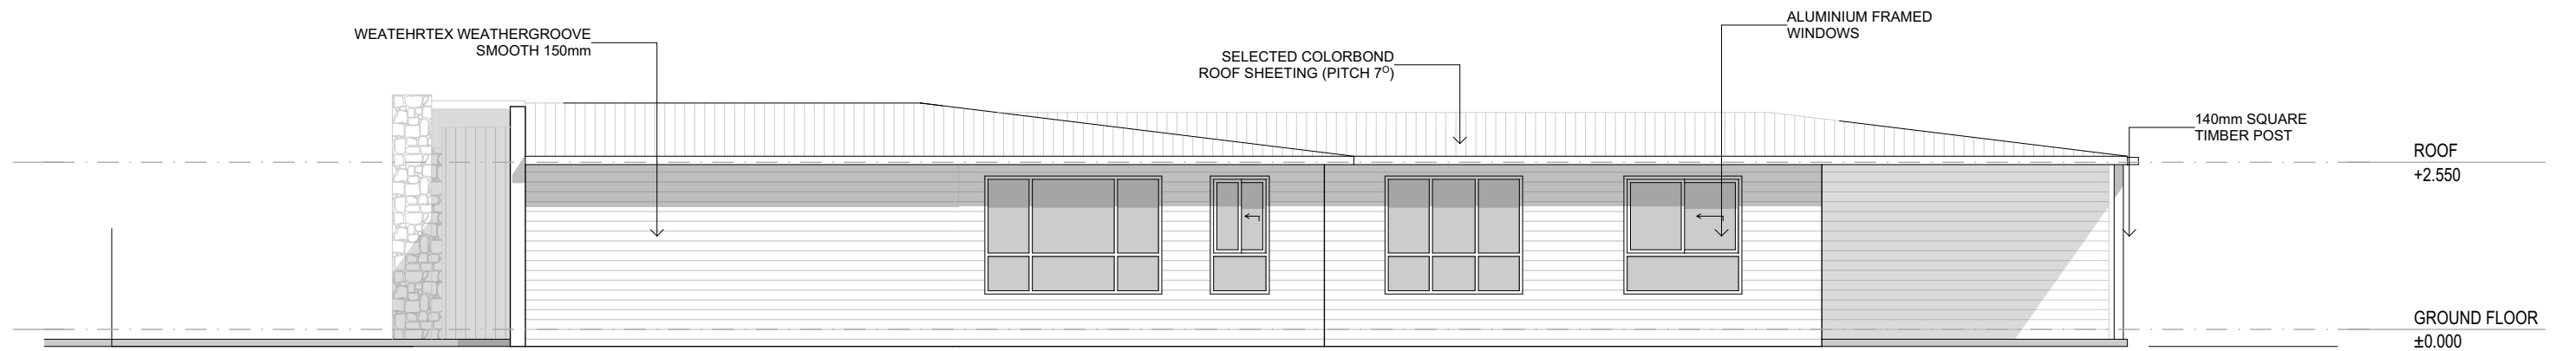 WEATEHRTEX WEATHERGROOVE
SMOOTH 150mm
SELECTED COLORBOND
ROOF SHEETING (PITCH 7⁰)
ALUMINIUM FRAMED
WINDOWS
140mm SQUARE
TIMBER POST
ROOF
+2.550
GROUND FLOOR
±0.000